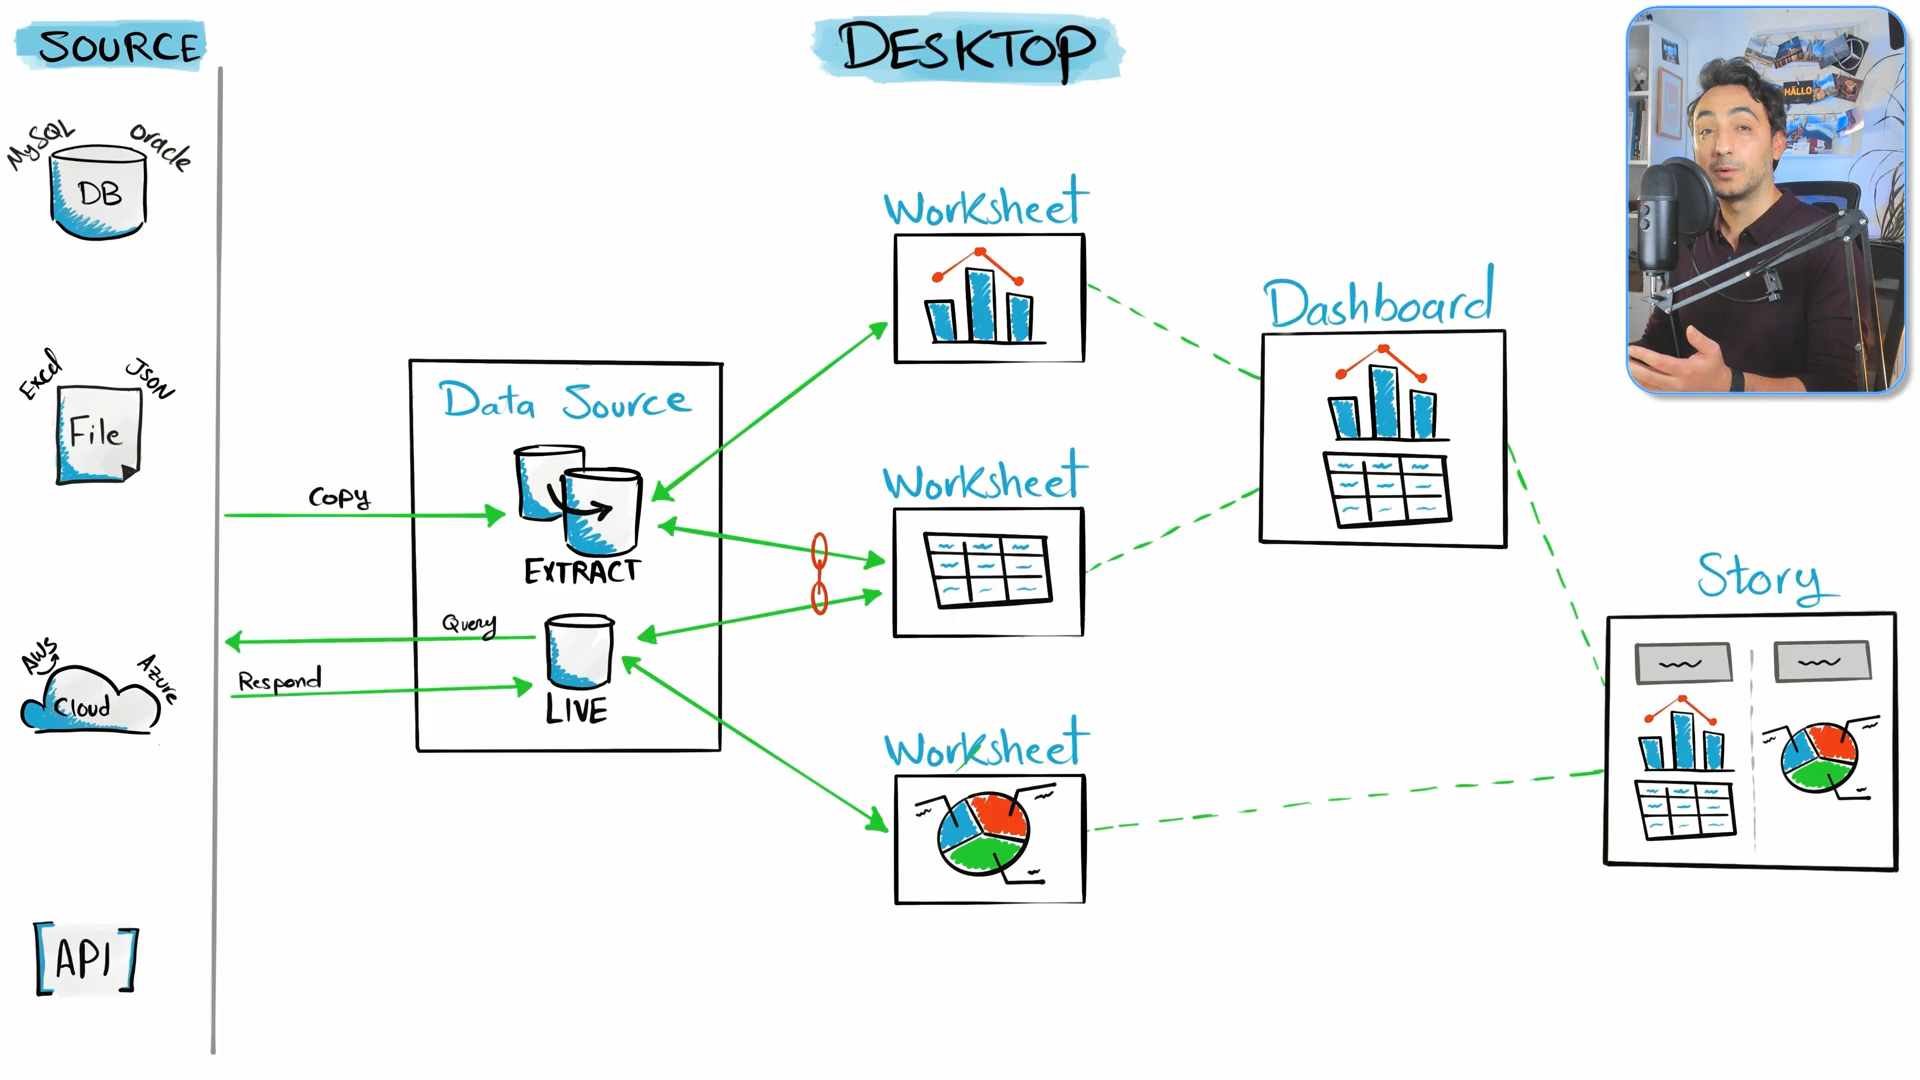 SOURCE
DESKTOP
MySQL
Oracle
DB
Excel
JSON
File
AWS
Azure
Cloud
[API]
Copy
Query
Respond
Data Source
EXTRACT
LIVE
Worksheet
Worksheet
Worksheet
Dashboard
Story
HÄLLO